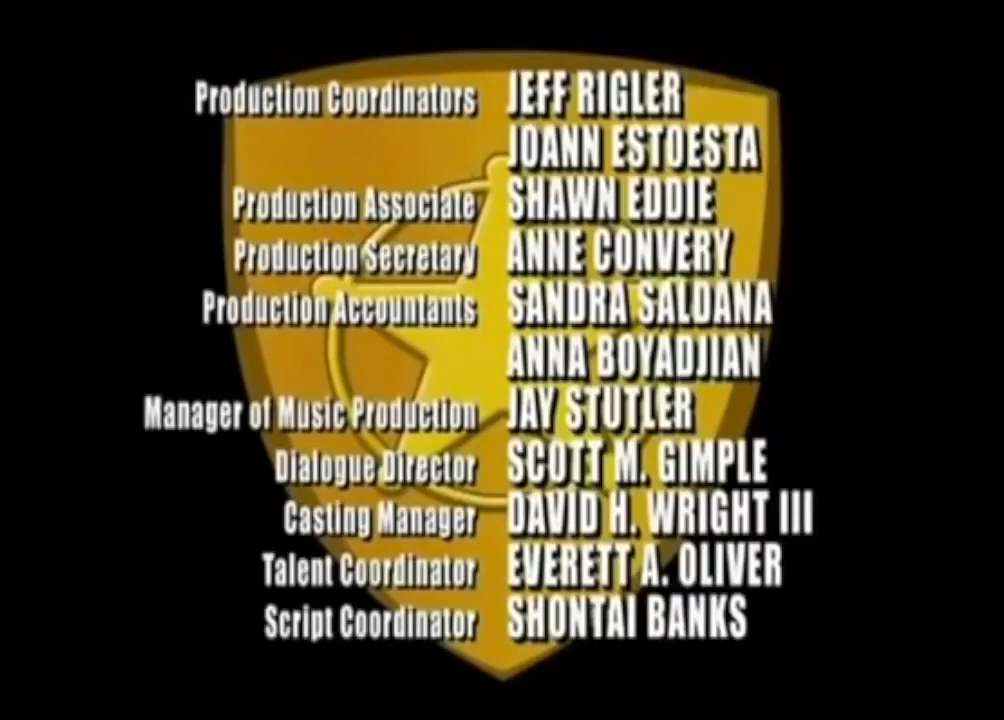 Production Coordinators JEFF RIGLER
JOANN ESTOESTA
Production Associate SHAWN EDDIE
Production Secretary ANNE CONVERY
Production Accountants SANDRA SALDANA
ANNA BOYADJIAN
Manager of Music Production JAY STUTLER
Dialogue Director SCOTT M. GIMPLE
Casting Manager DAVID H. WRIGHT III
Talent Coordinator EVERETT A. OLIVER
Script Coordinator SHONTAI BANKS